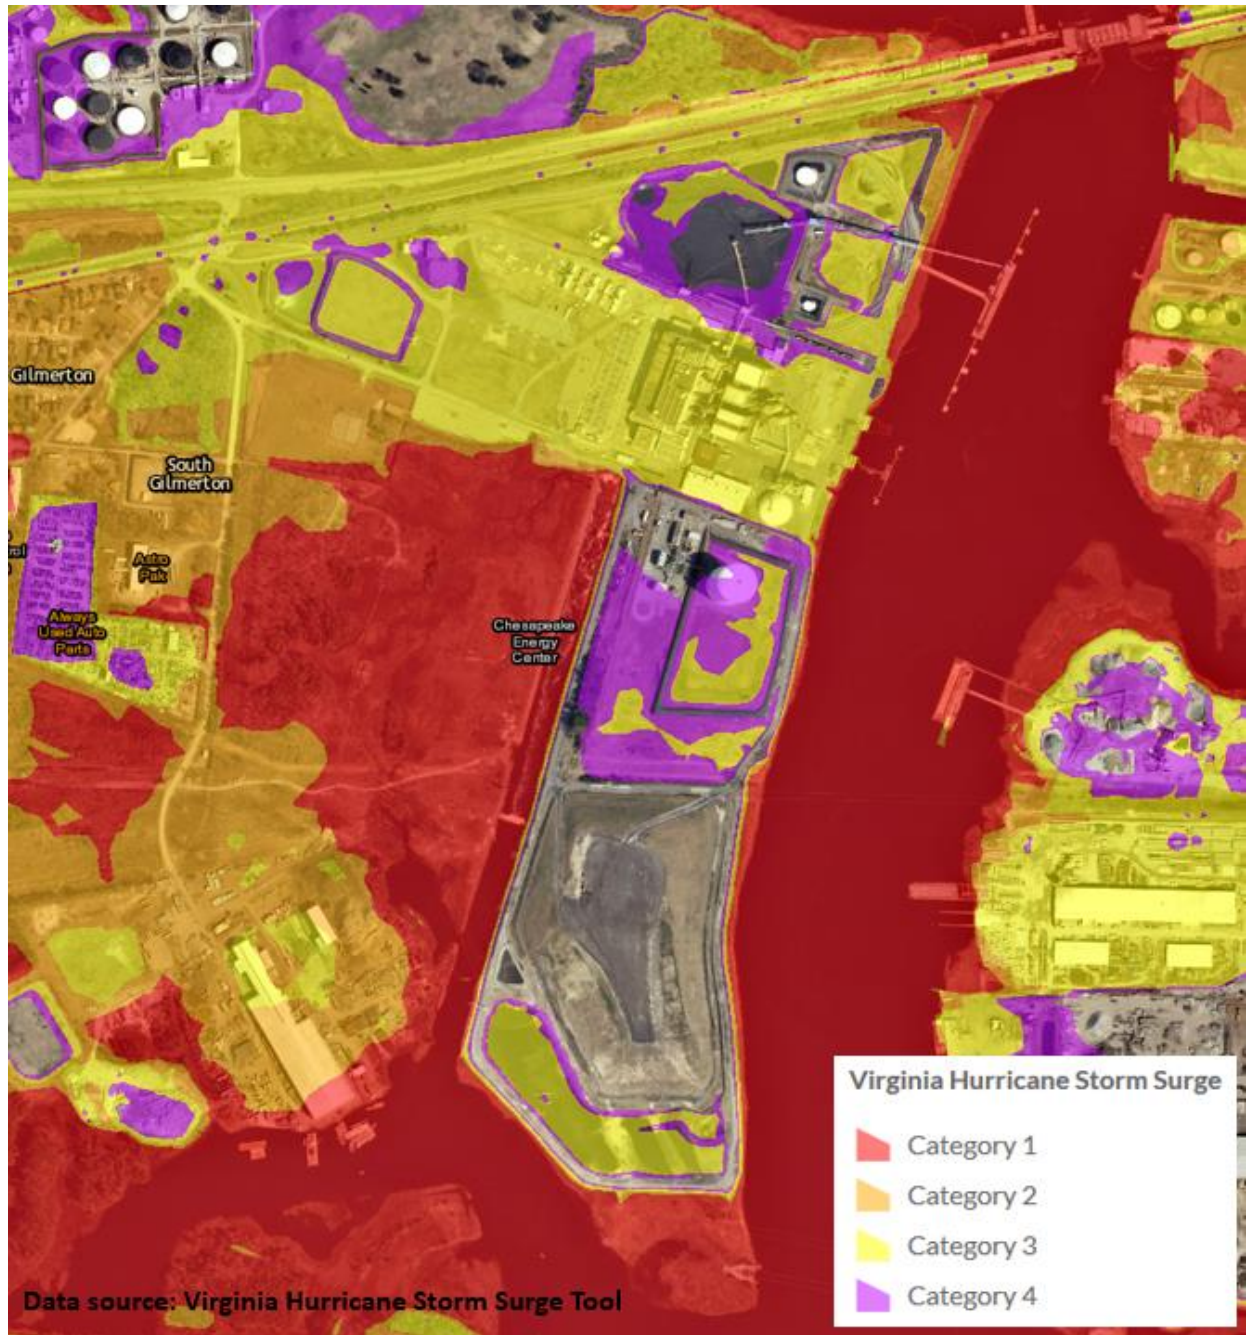 Gilmerton
South
Gilmerton
Astro
Pak
Always
Used Auto
Parts
Chesapeake
Energy
Center
Virginia Hurricane Storm Surge
Category 1
Category 2
Category 3
Category 4
Data source: Virginia Hurricane Storm Surge Tool